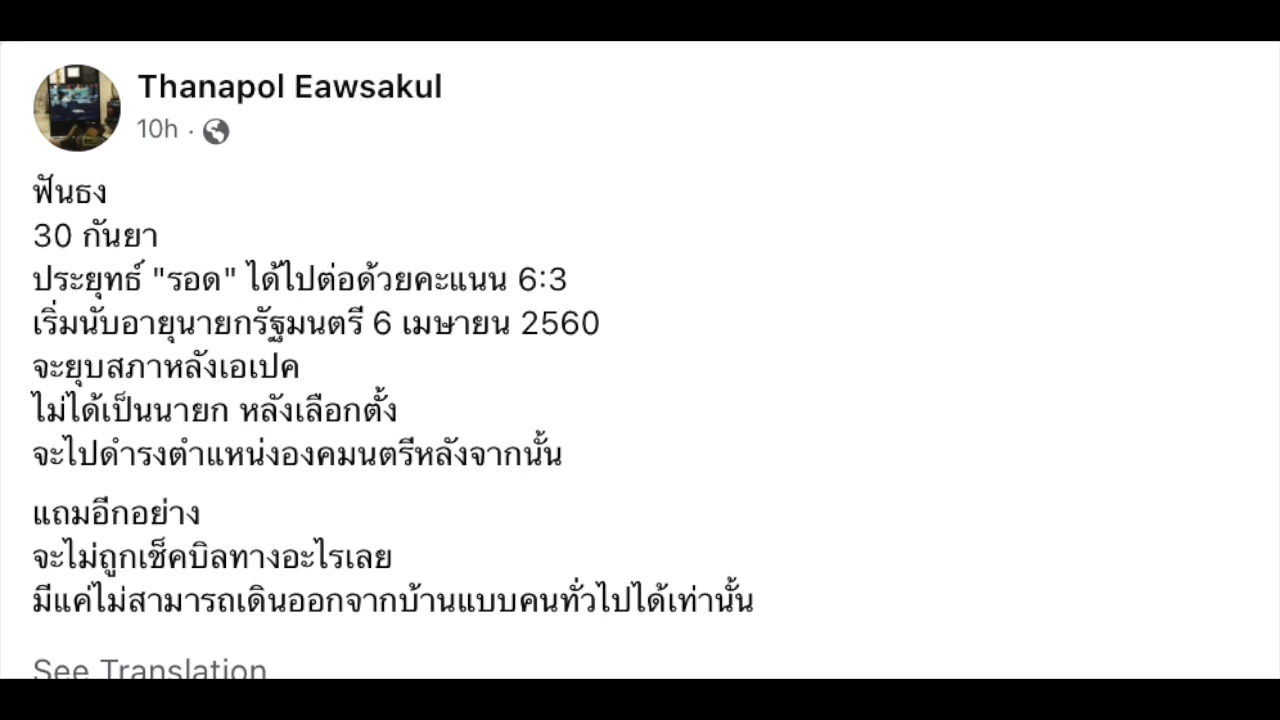 Thanapol Eawsakul
10h ·
ฟันธง
30 กันยา
ประยุทธ์ "รอด" ได้ไปต่อด้วยคะแนน 6:3
เริ่มนับอายุนายกรัฐมนตรี 6 เมษายน 2560
จะยุบสภาหลังเอเปค
ไม่ได้เป็นนายก หลังเลือกตั้ง
จะไปดำรงตำแหน่งองคมนตรีหลังจากนั้น
แถมอีกอย่าง
จะไม่ถูกเช็คบิลทางอะไรเลย
มีแค่ไม่สามารถเดินออกจากบ้านแบบคนทั่วไปได้เท่านั้น
See Translation